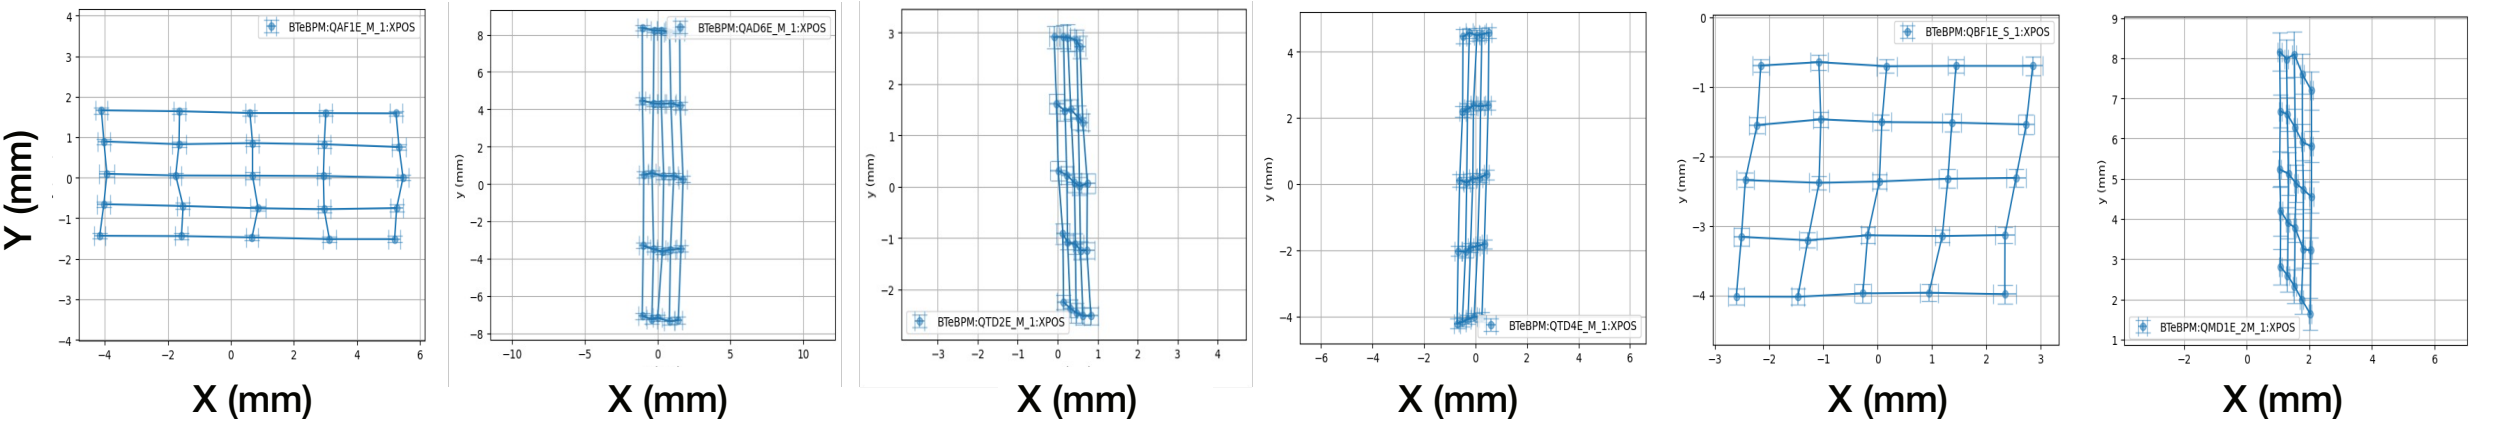 Y (mm)
4
3
2
1
0
−1
−2
−3
−4
BTeBPM:QAF1E_M_1:XPOS
−4 −2 0 2 4 6
X (mm)
y (mm)
8
6
4
2
0
−2
−4
−6
−8
BTeBPM:QAD6E_M_1:XPOS
−10 −5 0 5 10
X (mm)
y (mm)
3
2
1
0
−1
−2
BTeBPM:QTD2E_M_1:XPOS
−3 −2 −1 0 1 2 3 4
X (mm)
y (mm)
4
2
0
−2
−4
BTeBPM:QTD4E_M_1:XPOS
−6 −4 −2 0 2 4 6
X (mm)
y (mm)
0
−1
−2
−3
−4
BTeBPM:QBF1E_S_1:XPOS
−3 −2 −1 0 1 2 3
X (mm)
y (mm)
9
8
7
6
5
4
3
2
1
BTeBPM:QMD1E_2M_1:XPOS
−2 0 2 4 6
X (mm)